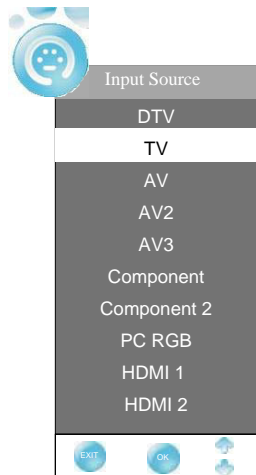 Input Source
DTV
TV
AV
AV2
AV3
Component
Component 2
PC RGB
HDMI 1
HDMI 2
EXIT OK